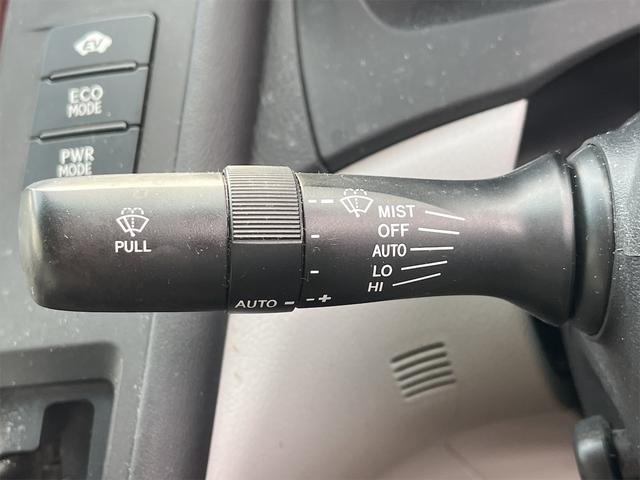 EV
ECO
MODE
PWR
MODE
PULL
AUTO - -+
MIST
OFF
AUTO
LO
HI